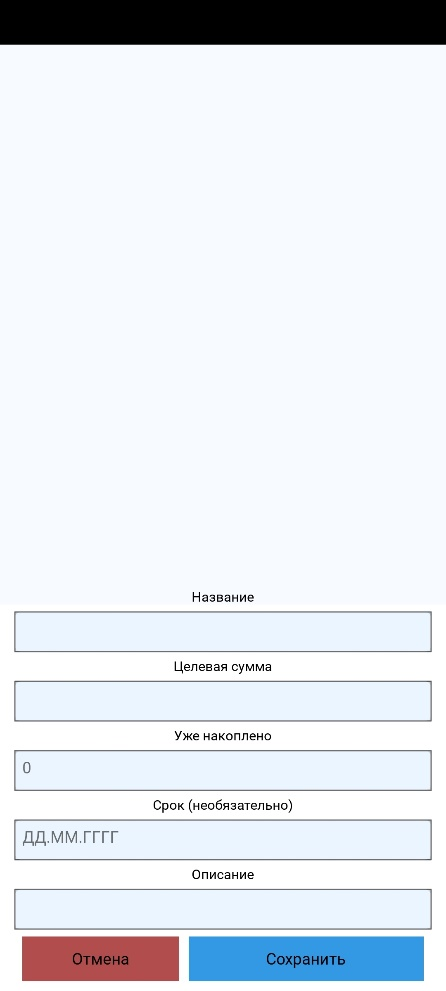 Название
Целевая сумма
Уже накоплено
0
Срок (необязательно)
ДД.ММ.ГГГГ
Описание
Отмена
Сохранить